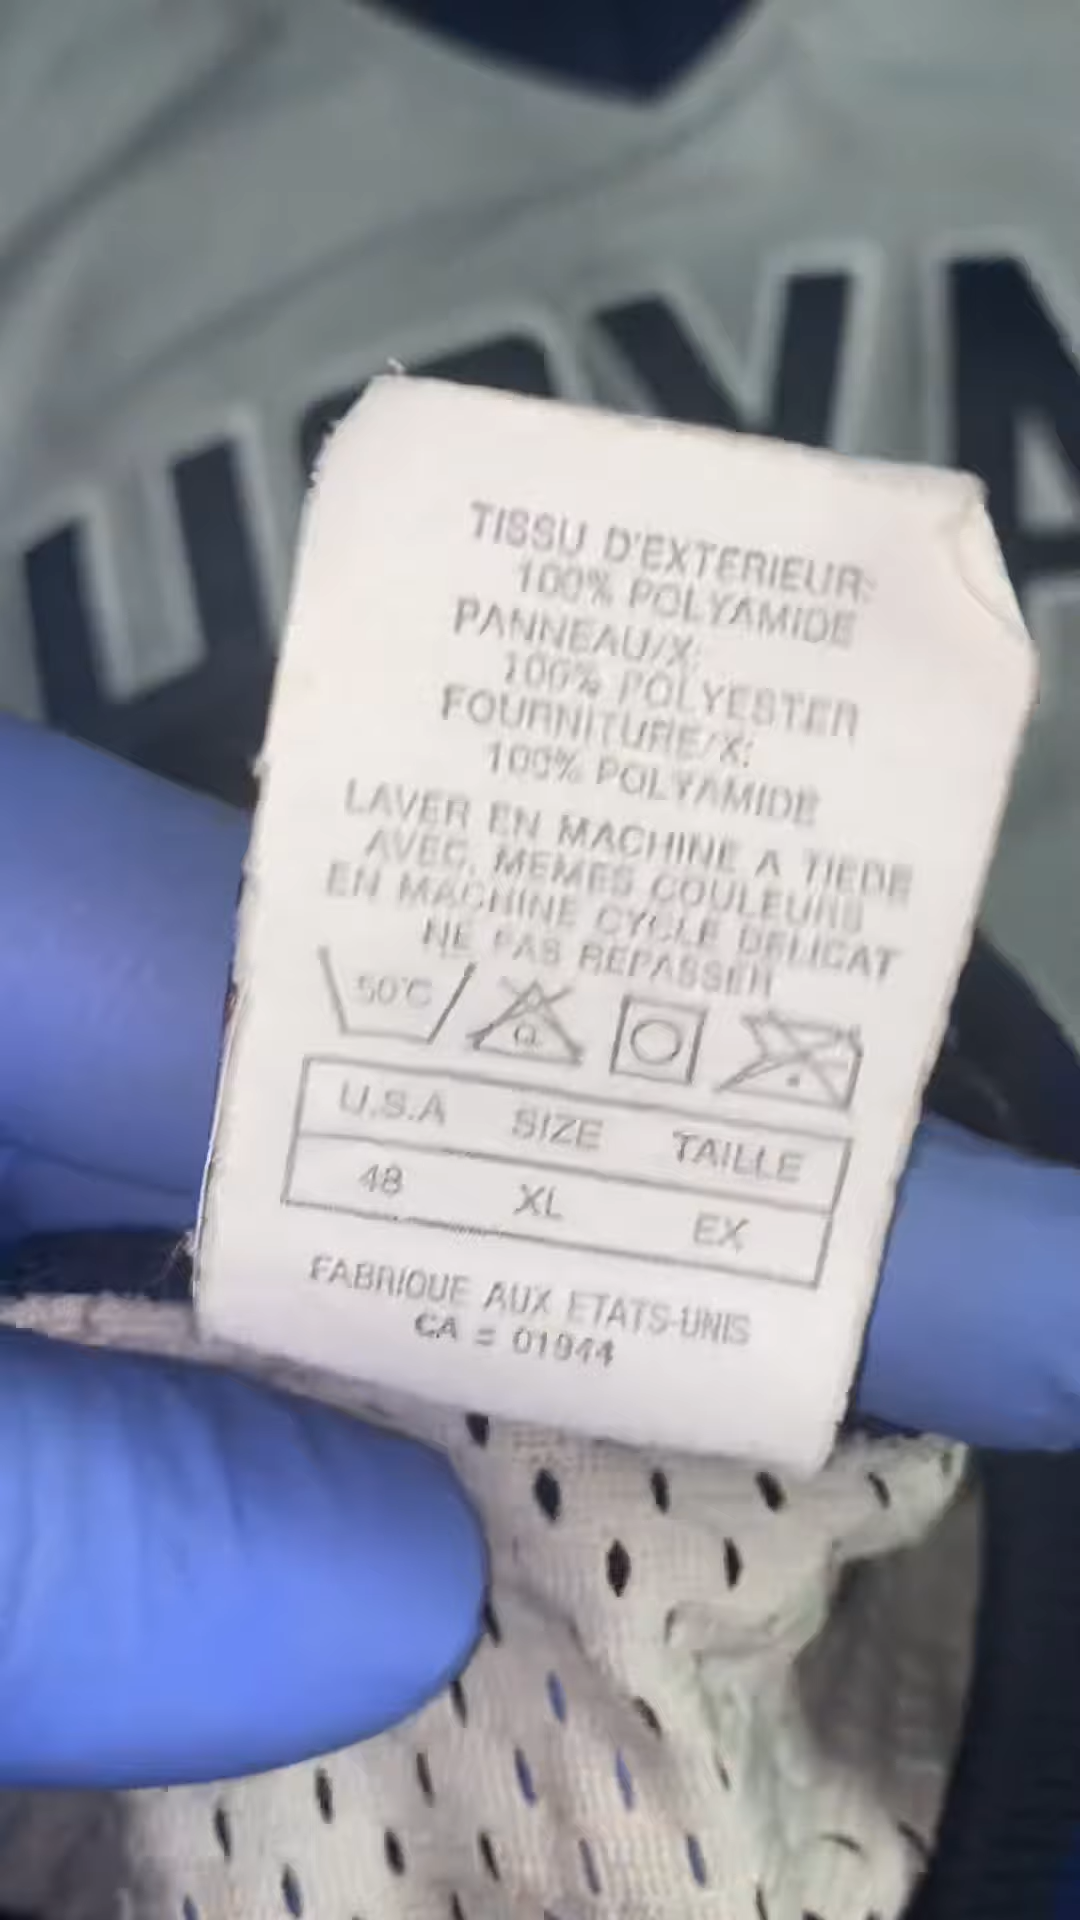 TISSU D'EXTERIEUR:
100% POLYAMIDE
PANNEAU/X:
100% POLYESTER
FOURNITURE/X:
100% POLYAMIDE
LAVER EN MACHINE A TIEDE
AVEC. MEMES COULEURS
EN MACHINE CYCLE DELICAT
NE PAS REPASSER
50°C CL
U.S.A SIZE TAILLE
48 XL EX
FABRIQUE AUX ETATS-UNIS
CA = 01944